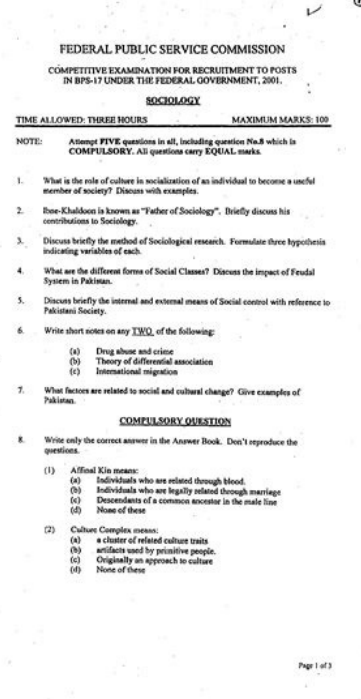 FEDERAL PUBLIC SERVICE COMMISSION
COMPETITIVE EXAMINATION FOR RECRUITMENT TO POSTS
IN BPS-17 UNDER THE FEDERAL GOVERNMENT, 2001.
SOCIOLOGY
TIME ALLOWED: THREE HOURS MAXIMUM MARKS: 100
NOTE: Attempt FIVE questions in all, including question No.8 which is
COMPULSORY. All questions carry EQUAL marks.
1. What is the role of culture in socialization of an individual to become a useful
member of society? Discuss with examples.
2. Ibne-Khaldoon is known as "Father of Sociology". Briefly discuss his
contributions to Sociology.
3. Discuss briefly the method of Sociological research. Formulate three hypothesis
indicating variables of each.
4. What are the different forms of Social Classes? Discuss the impact of Feudal
System in Pakistan.
5. Discuss briefly the internal and external means of Social control with reference to
Pakistani Society.
6. Write short notes on any TWO of the following:
(a) Drug abuse and crime
(b) Theory of differential association
(c) International migration
7. What factors are related to social and cultural change? Give examples of
Pakistan.
COMPULSORY QUESTION
8. Write only the correct answer in the Answer Book. Don't reproduce the
questions.
(1) Affinal Kin means:
(a) Individuals who are related through blood.
(b) Individuals who are legally related through marriage
(c) Descendants of a common ancestor in the male line
(d) None of these
(2) Culture Complex means:
(a) a cluster of related culture traits
(b) artifacts used by primitive people.
(c) Originally an approach to culture
(d) None of these
Page 1 of 3